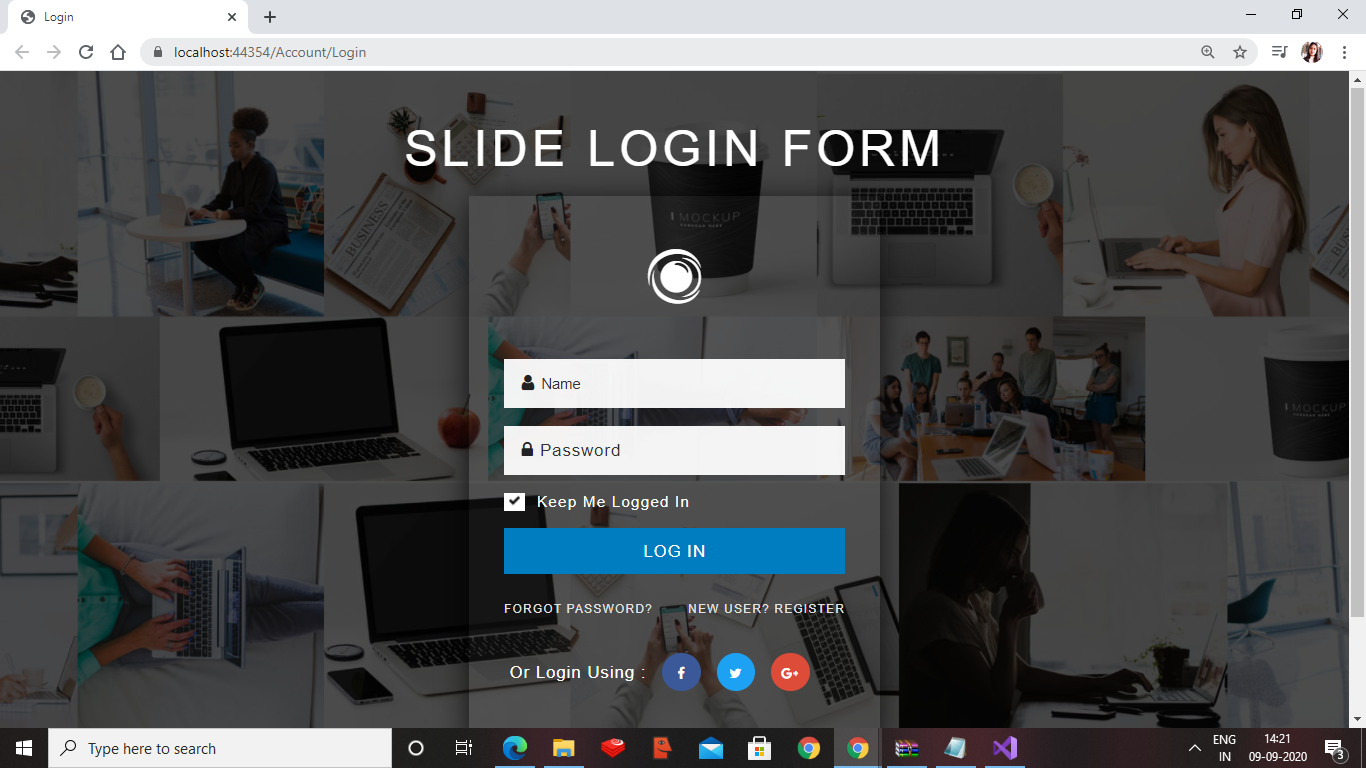 Login
localhost:44354/Account/Login
SLIDE LOGIN FORM
BUSINESS
MOCKUP
Name
Password
MOCKUP
Keep Me Logged In
LOG IN
FORGOT PASSWORD? NEW USER? REGISTER
Or Login Using :
f
G+
Type here to search
ENG
IN
14:21
09-09-2020
3